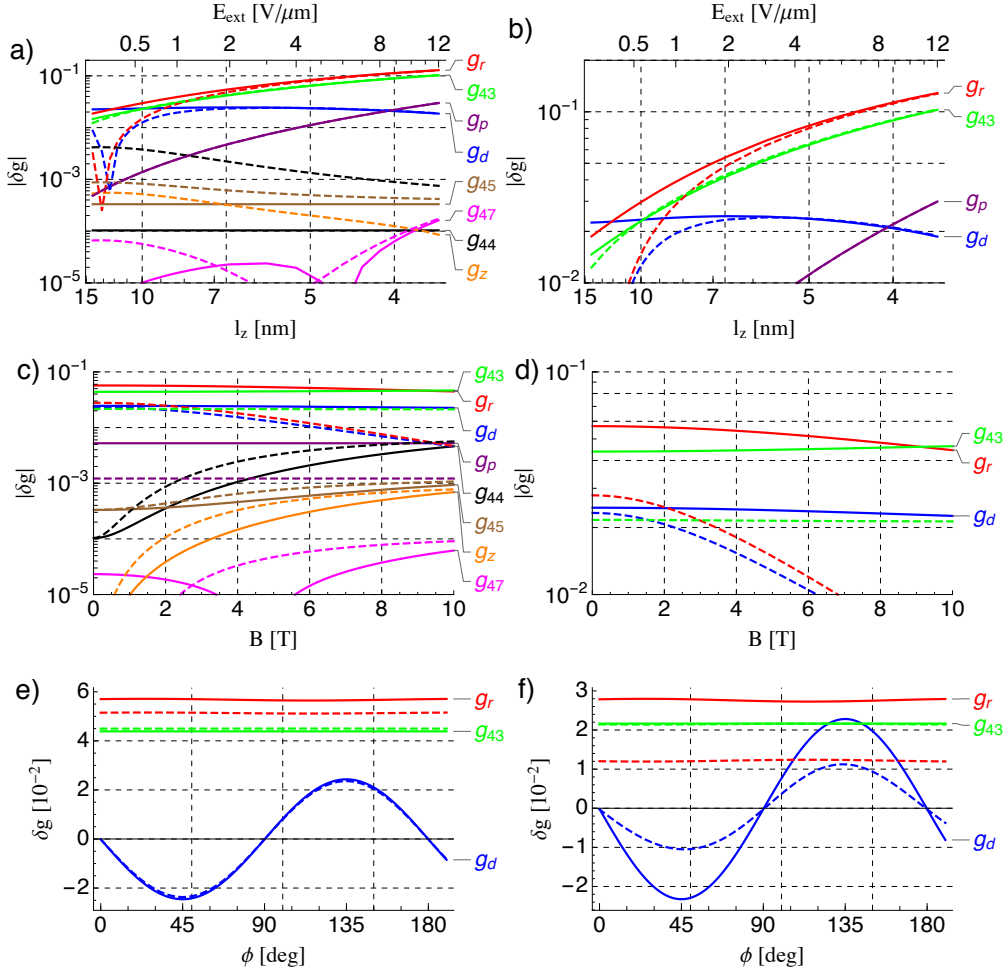 E_ext [V/μm]
0.5 1 2 4 8 12
a)
10^-1
10^-3
10^-5
|δg|
g_r
g_43
g_p
g_d
g_45
g_47
g_44
g_z
15 10 7 5 4
l_z [nm]
E_ext [V/μm]
0.5 1 2 4 8 12
b)
10^-1
10^-2
|δg|
g_r
g_43
g_p
g_d
15 10 7 5 4
l_z [nm]
c)
10^-1
10^-3
10^-5
|δg|
g_43
g_r
g_d
g_p
g_44
g_45
g_z
g_47
0 2 4 6 8 10
B [T]
d)
10^-1
10^-2
|δg|
g_43
g_r
g_d
0 2 4 6 8 10
B [T]
e)
6
4
2
0
−2
δg [10^-2]
g_r
g_43
g_d
0 45 90 135 180
ϕ [deg]
f)
3
2
1
0
−1
−2
δg [10^-2]
g_r
g_43
g_d
0 45 90 135 180
ϕ [deg]